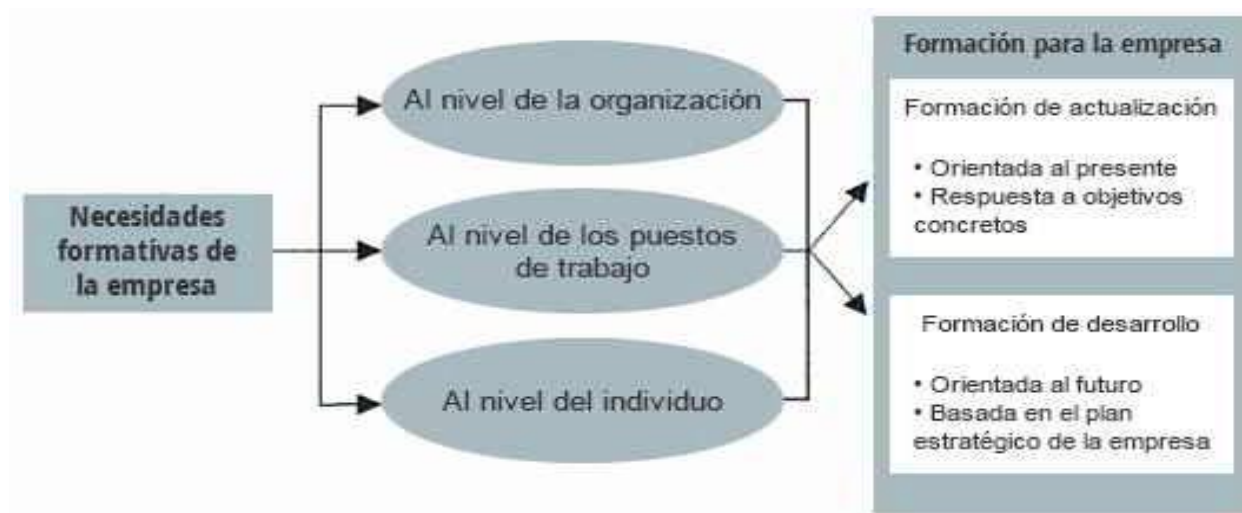 Necesidades
formativas de
la empresa
Al nivel de la organización
Al nivel de los puestos
de trabajo
Al nivel del individuo
Formación para la empresa
Formación de actualización
• Orientada al presente
• Respuesta a objetivos
concretos
Formación de desarrollo
• Orientada al futuro
• Basada en el plan
estratégico de la empresa